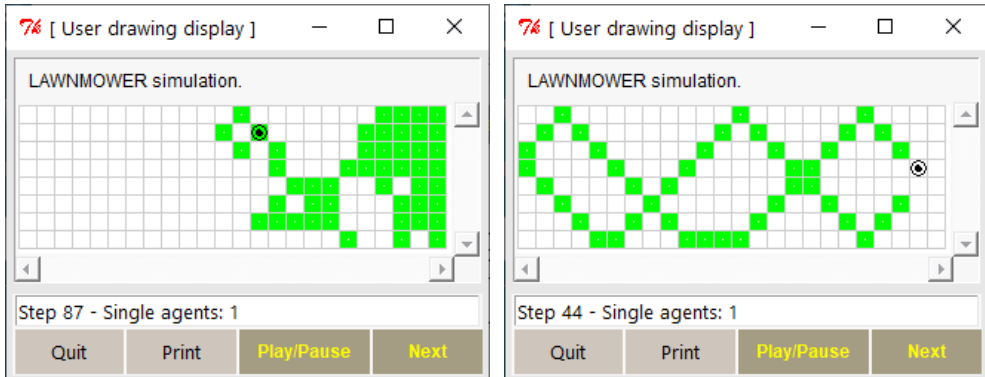 [ User drawing display ]
LAWNMOWER simulation.
Step 87 - Single agents: 1
Quit Print Play/Pause Next
[ User drawing display ]
LAWNMOWER simulation.
Step 44 - Single agents: 1
Quit Print Play/Pause Next